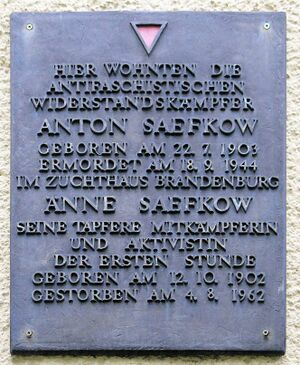 HIER WOHNTEN DIE
ANTIFASCHISTISCHEN
WIDERSTANDSKÄMPFER
ANTON SAEFKOW
GEBOREN AM 22. 7. 1903
ERMORDET AM 18. 9. 1944
IM ZUCHTHAUS BRANDENBURG
ÄNNE SAEFKOW
SEINE TAPFERE MITKÄMPFERIN
UND AKTIVISTIN
DER ERSTEN STUNDE
GEBOREN AM 12. 10. 1902
GESTORBEN AM 4. 8. 1962